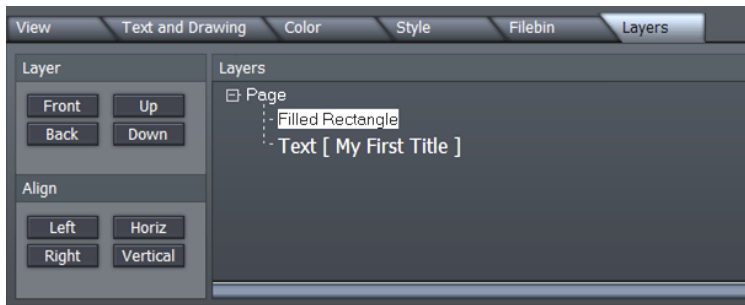 View Text and Drawing Color Style Filebin Layers
Layer
Front Up
Back Down
Align
Left Horiz
Right Vertical
Layers
Page
Filled Rectangle
Text [ My First Title ]